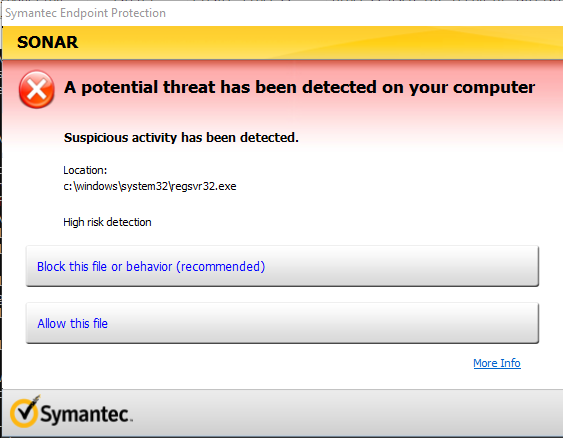 Symantec Endpoint Protection
SONAR
A potential threat has been detected on your computer
Suspicious activity has been detected.
Location:
c:\windows\system32\regsvr32.exe
High risk detection
Block this file or behavior (recommended)
Allow this file
More Info
Symantec.